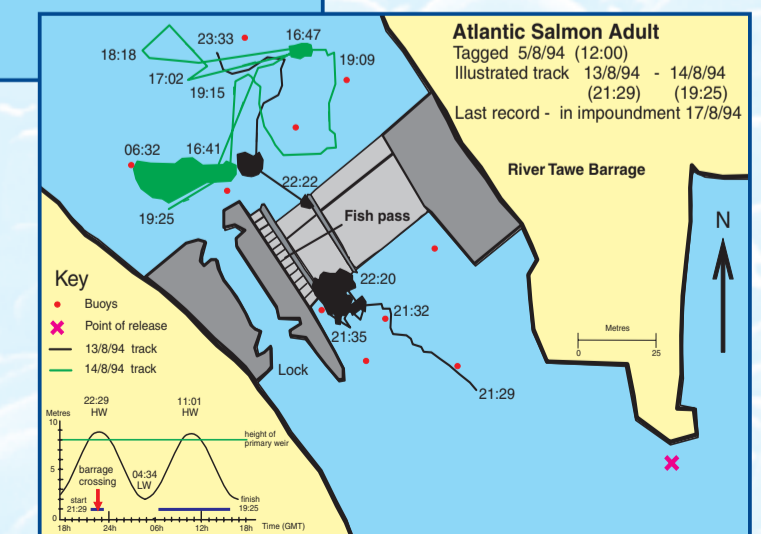 Atlantic Salmon Adult
Tagged 5/8/94 (12:00)
Illustrated track 13/8/94 - 14/8/94
(21:29) (19:25)
Last record - in impoundment 17/8/94
River Tawe Barrage
23:33
16:47
18:18
19:09
17:02
19:15
06:32
16:41
22:22
19:25
Fish pass
22:20
21:32
21:35
Lock
21:29
N
Metres
0 25
Key
Buoys
Point of release
13/8/94 track
14/8/94 track
22:29
HW
11:01
HW
Metres
10
height of
primary weir
5
barrage
crossing
04:34
LW
start
21:29
finish
19:25
0
18h 24h 06h 12h 18h Time (GMT)